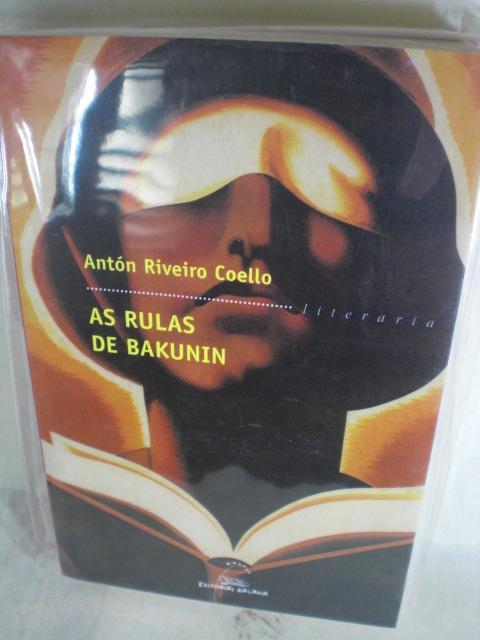 Antón Riveiro Coello
literaria
AS RULAS
DE BAKUNIN
EDITORIAL GALAXIA